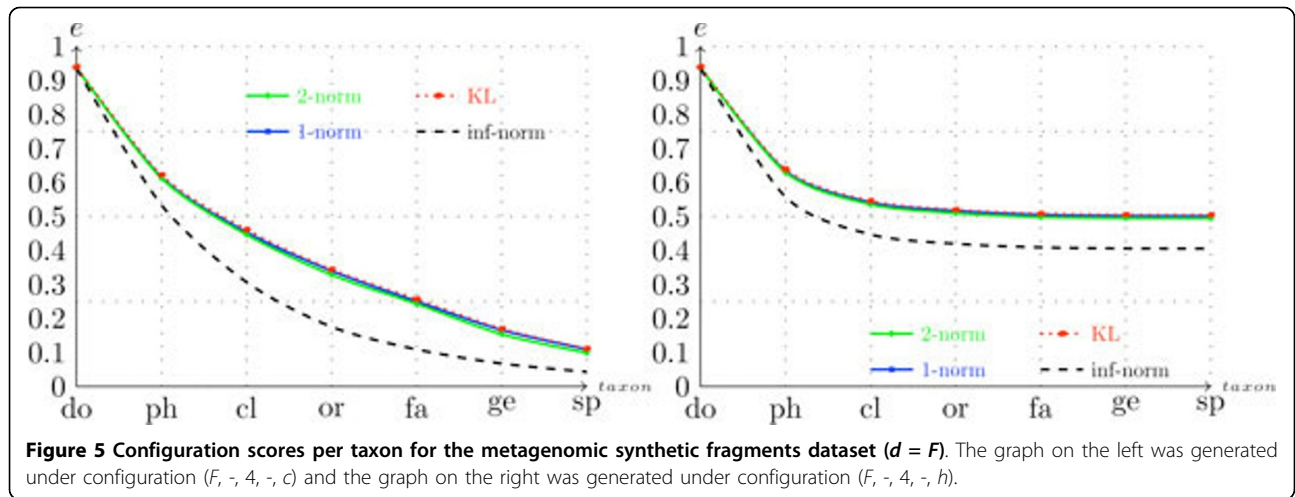 e
1
0.9
0.8
0.7
0.6
0.5
0.4
0.3
0.2
0.1
0
2-norm KL
1-norm inf-norm
taxon
do ph cl or fa ge sp
e
1
0.9
0.8
0.7
0.6
0.5
0.4
0.3
0.2
0.1
0
2-norm KL
1-norm inf-norm
taxon
do ph cl or fa ge sp
Figure 5 Configuration scores per taxon for the metagenomic synthetic fragments dataset (d = F). The graph on the left was generated
under configuration (F, -, 4, -, c) and the graph on the right was generated under configuration (F, -, 4, -, h).